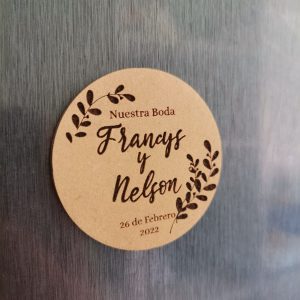 Nuestra Boda
Francys
y
Nelson
26 de Febrero
2022